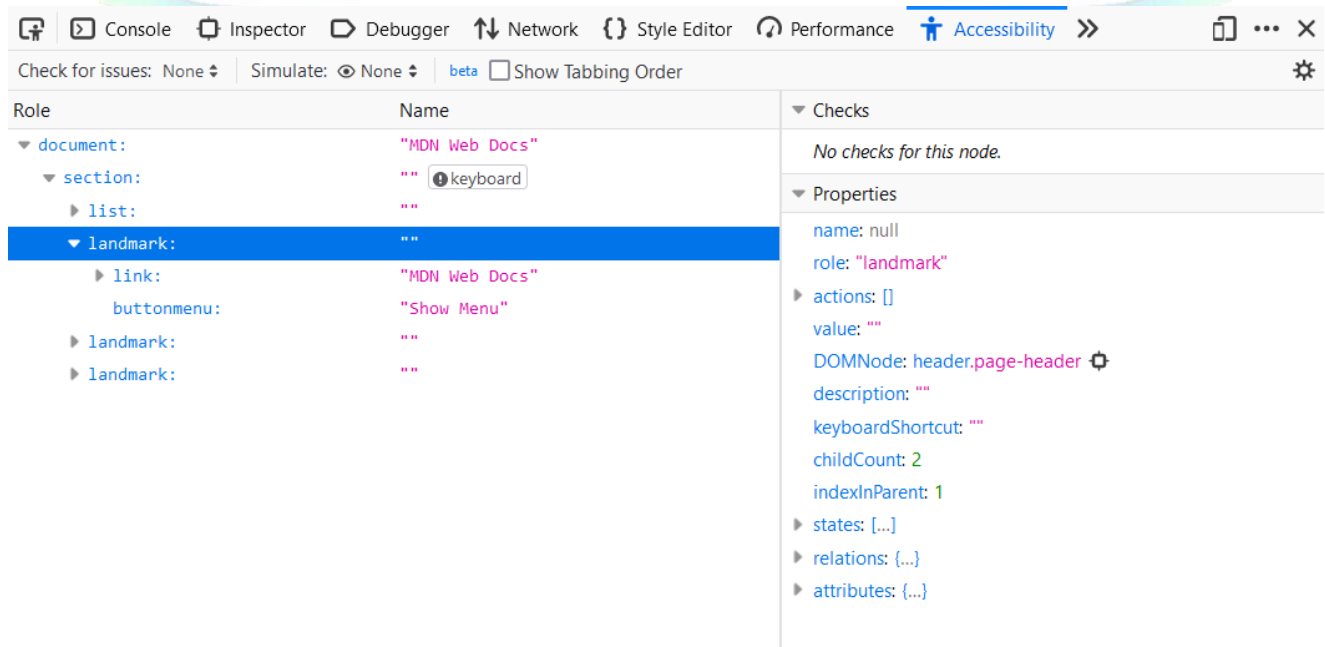 Console Inspector Debugger Network {} Style Editor Performance Accessibility
Check for issues: None Simulate: None beta Show Tabbing Order
Role Name
document: "MDN Web Docs"
section: "" keyboard
list: ""
landmark: ""
link: "MDN Web Docs"
buttonmenu: "Show Menu"
landmark: ""
landmark: ""
Checks
No checks for this node.
Properties
name: null
role: "landmark"
actions: []
value: ""
DOMNode: header.page-header
description: ""
keyboardShortcut: ""
childCount: 2
indexInParent: 1
states: […]
relations: {…}
attributes: {…}